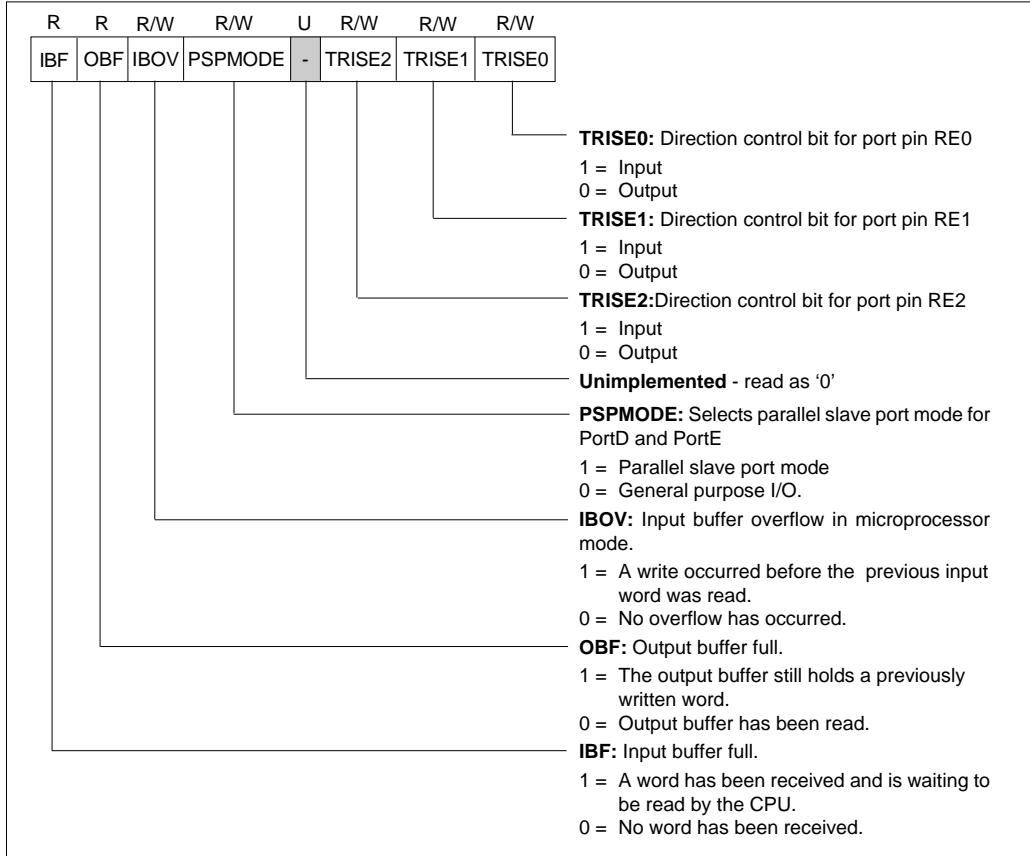 R R R/W R/W U R/W R/W R/W
IBF OBF IBOV PSPMODE - TRISE2 TRISE1 TRISE0
TRISE0: Direction control bit for port pin RE0
1 = Input
0 = Output
TRISE1: Direction control bit for port pin RE1
1 = Input
0 = Output
TRISE2:Direction control bit for port pin RE2
1 = Input
0 = Output
Unimplemented - read as ‘0’
PSPMODE: Selects parallel slave port mode for
PortD and PortE
1 = Parallel slave port mode
0 = General purpose I/O.
IBOV: Input buffer overflow in microprocessor
mode.
1 = A write occurred before the previous input
word was read.
0 = No overflow has occurred.
OBF: Output buffer full.
1 = The output buffer still holds a previously
written word.
0 = Output buffer has been read.
IBF: Input buffer full.
1 = A word has been received and is waiting to
be read by the CPU.
0 = No word has been received.